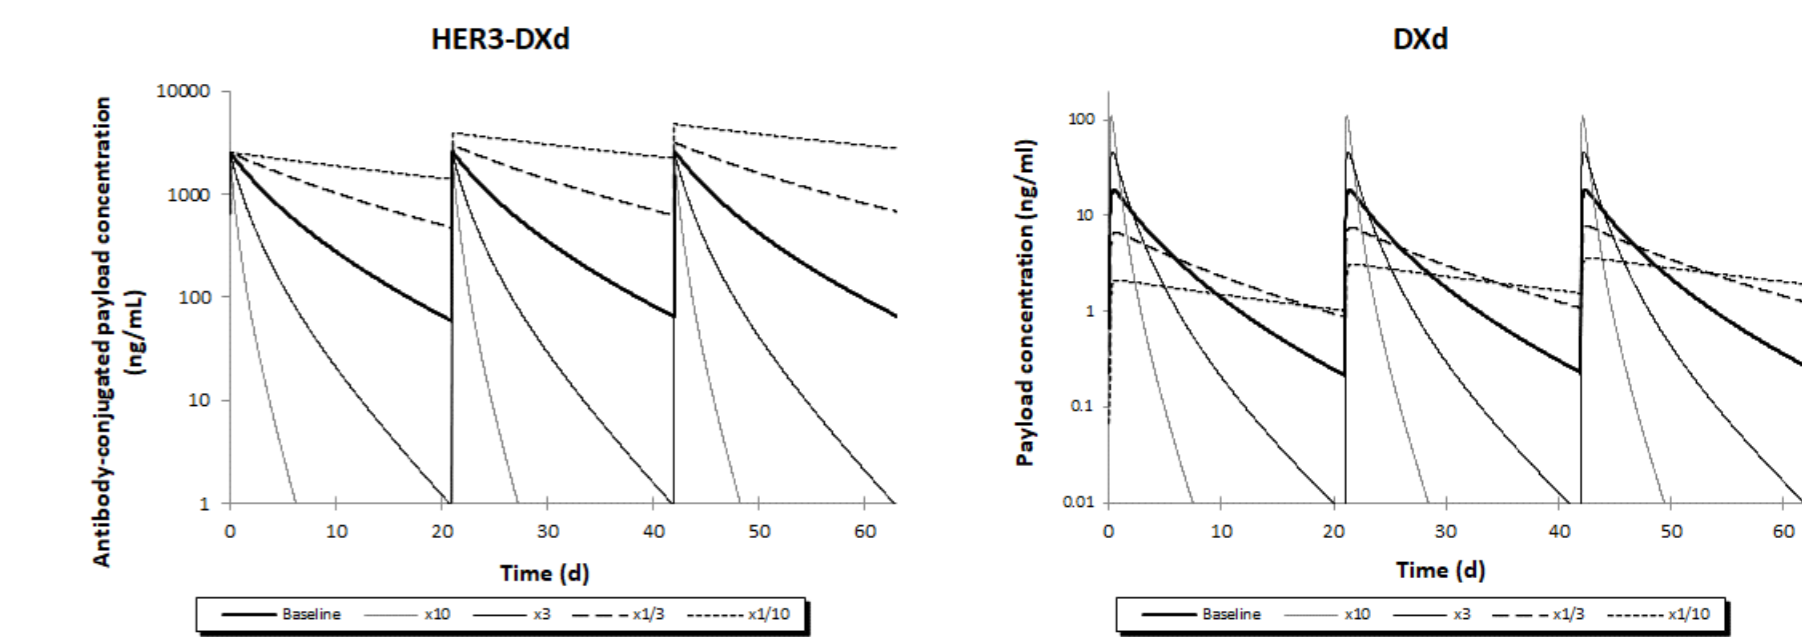 HER3-DXd
Antibody-conjugated payload concentration
(ng/mL)
10000
1000
100
10
1
0 10 20 30 40 50 60
Time (d)
Baseline x10 x3 x1/3 x1/10
DXd
Payload concentration (ng/ml)
100
10
1
0.1
0.01
0 10 20 30 40 50 60
Time (d)
Baseline x10 x3 x1/3 x1/10